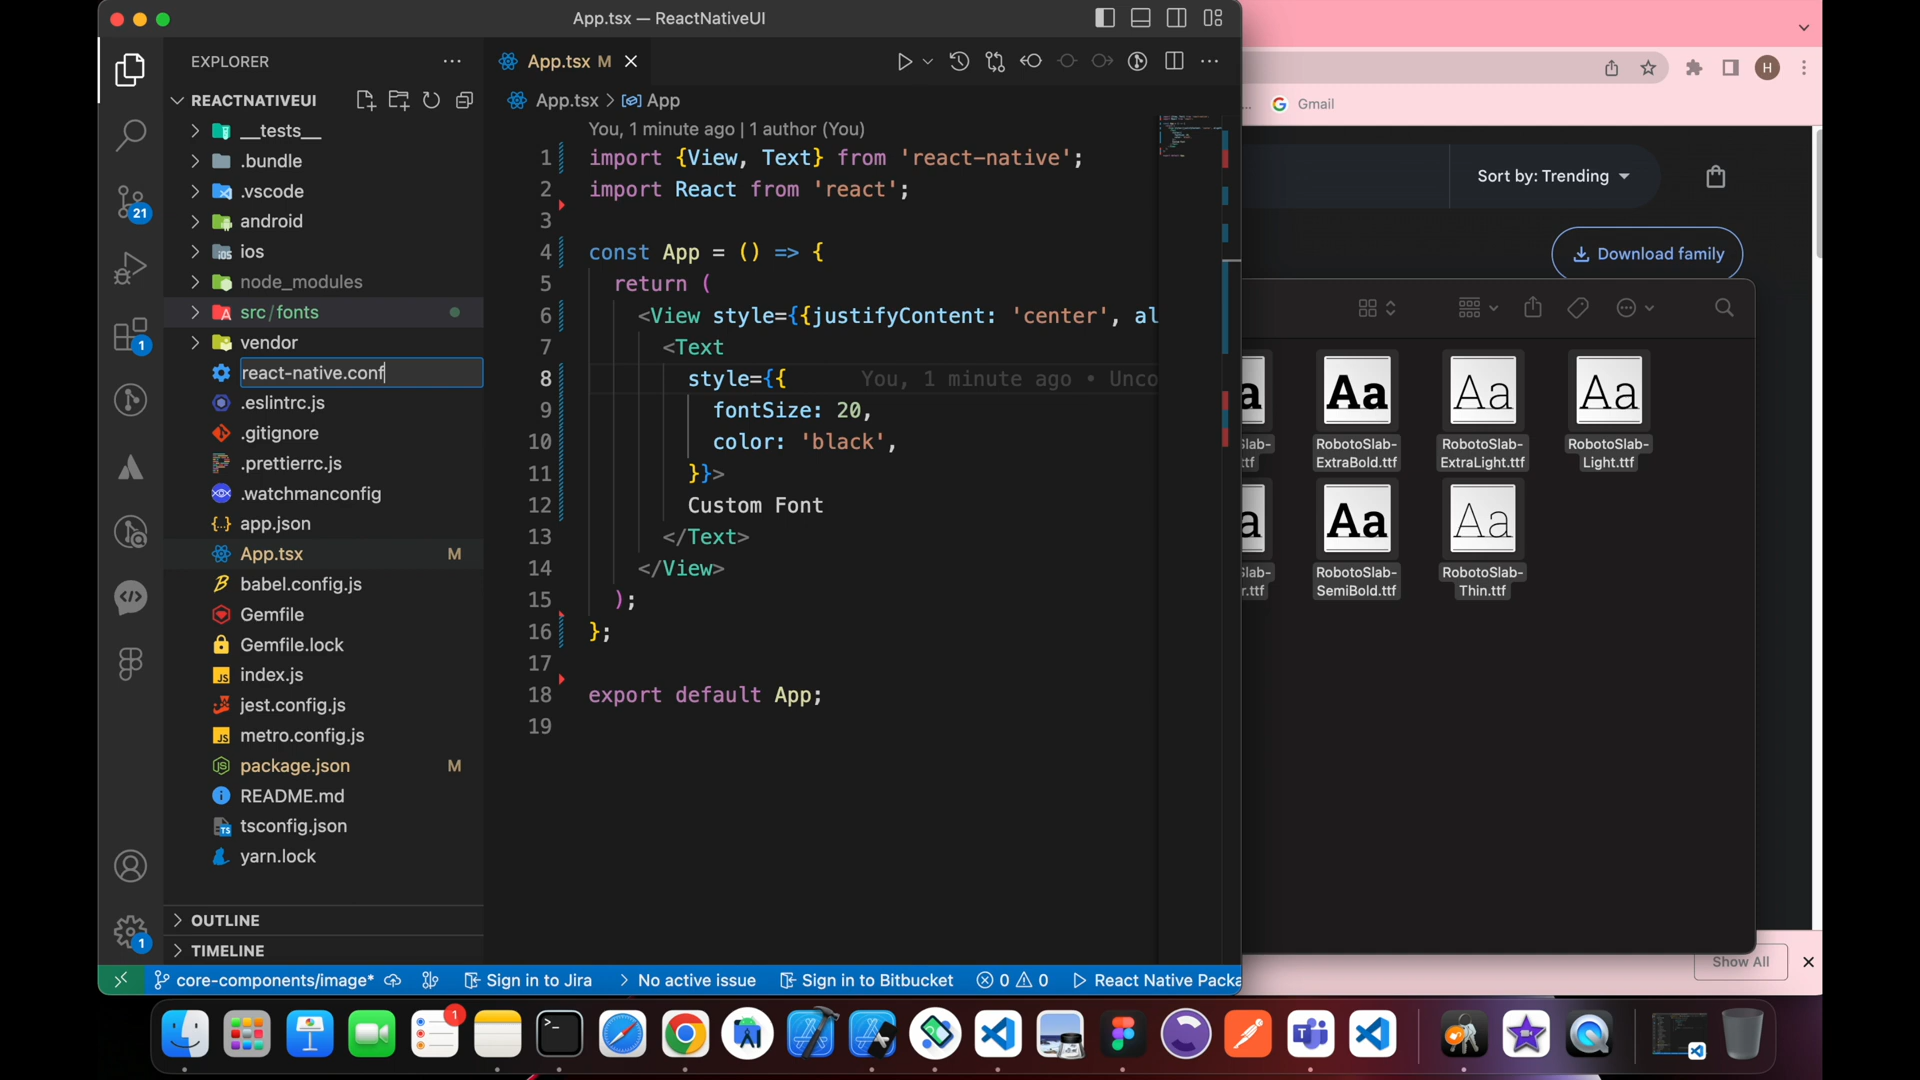 App.tsx — ReactNativeUI
EXPLORER
App.tsx M
REACTNATIVEUI
App.tsx > App
__tests__
.bundle
.vscode
android
ios
node_modules
src/fonts
vendor
react-native.conf
.eslintrc.js
.gitignore
.prettierrc.js
.watchmanconfig
app.json
App.tsx M
babel.config.js
Gemfile
Gemfile.lock
index.js
jest.config.js
metro.config.js
package.json M
README.md
tsconfig.json
yarn.lock
OUTLINE
TIMELINE
21
1
1
You, 1 minute ago | 1 author (You)
1 import {View, Text} from 'react-native';
2 import React from 'react';
3
4 const App = () => {
5 return (
6 <View style={{justifyContent: 'center', al
7 <Text
8 style={{ You, 1 minute ago • Unco
9 fontSize: 20,
10 color: 'black',
11 }}>
12 Custom Font
13 </Text>
14 </View>
15 );
16 };
17
18 export default App;
19
core-components/image* Sign in to Jira No active issue Sign in to Bitbucket 0 0 React Native Packa
H
... Gmail
Sort by: Trending
Download family
RobotoSlab-ExtraBold.ttf
RobotoSlab-ExtraLight.ttf
RobotoSlab-Light.ttf
RobotoSlab-SemiBold.ttf
RobotoSlab-Thin.ttf
Show All
1